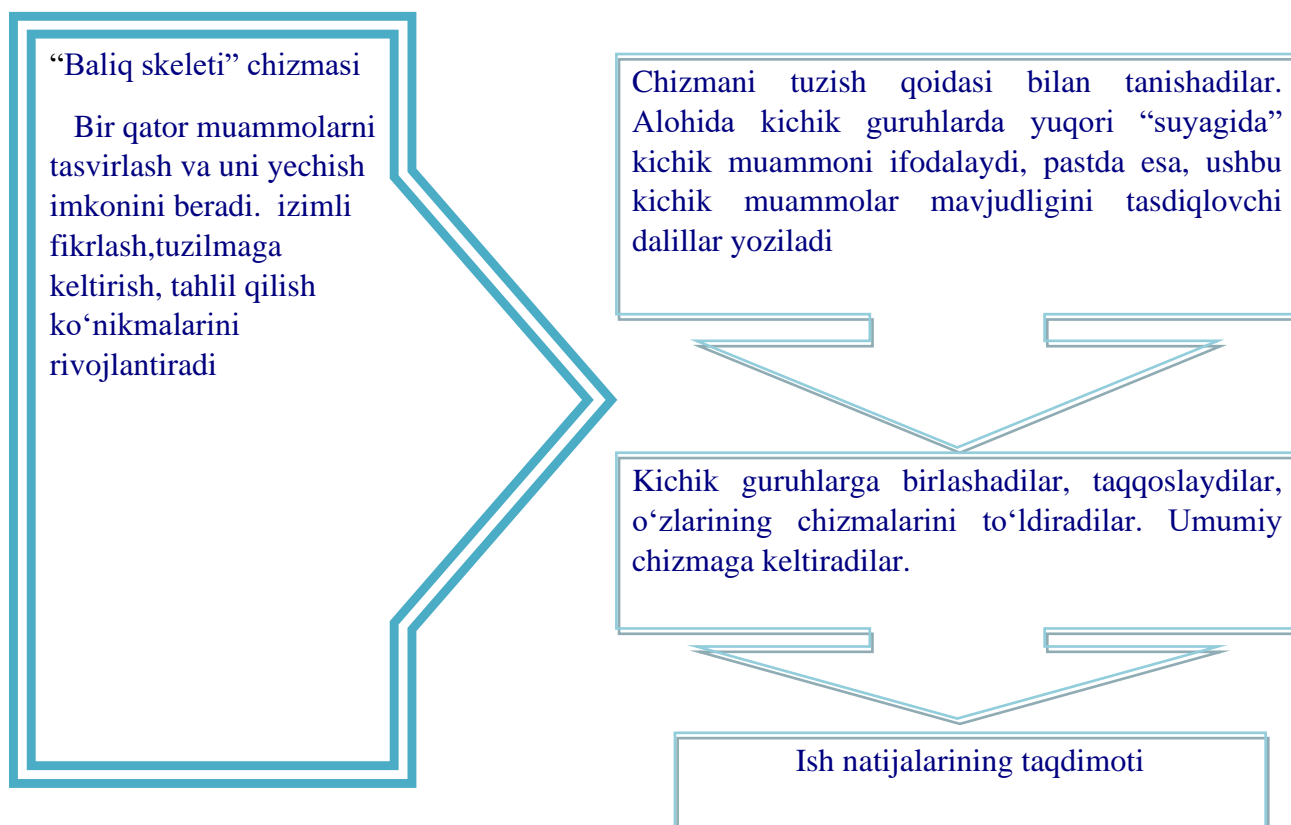 “Baliq skeleti” chizmasi
Bir qator muammolarni
tasvirlash va uni yechish
imkonini beradi. izimli
fikrlash,tuzilmaga
keltirish, tahlil qilish
ko‘nikmalarini
rivojlantiradi
Chizmani tuzish qoidasi bilan tanishadilar.
Alohida kichik guruhlarda yuqori “suyagida”
kichik muammoni ifodalaydi, pastda esa, ushbu
kichik muammolar mavjudligini tasdiqlovchi
dalillar yoziladi
Kichik guruhlarga birlashadilar, taqqoslaydilar,
o‘zlarining chizmalarini to‘ldiradilar. Umumiy
chizmaga keltiradilar.
Ish natijalarining taqdimoti